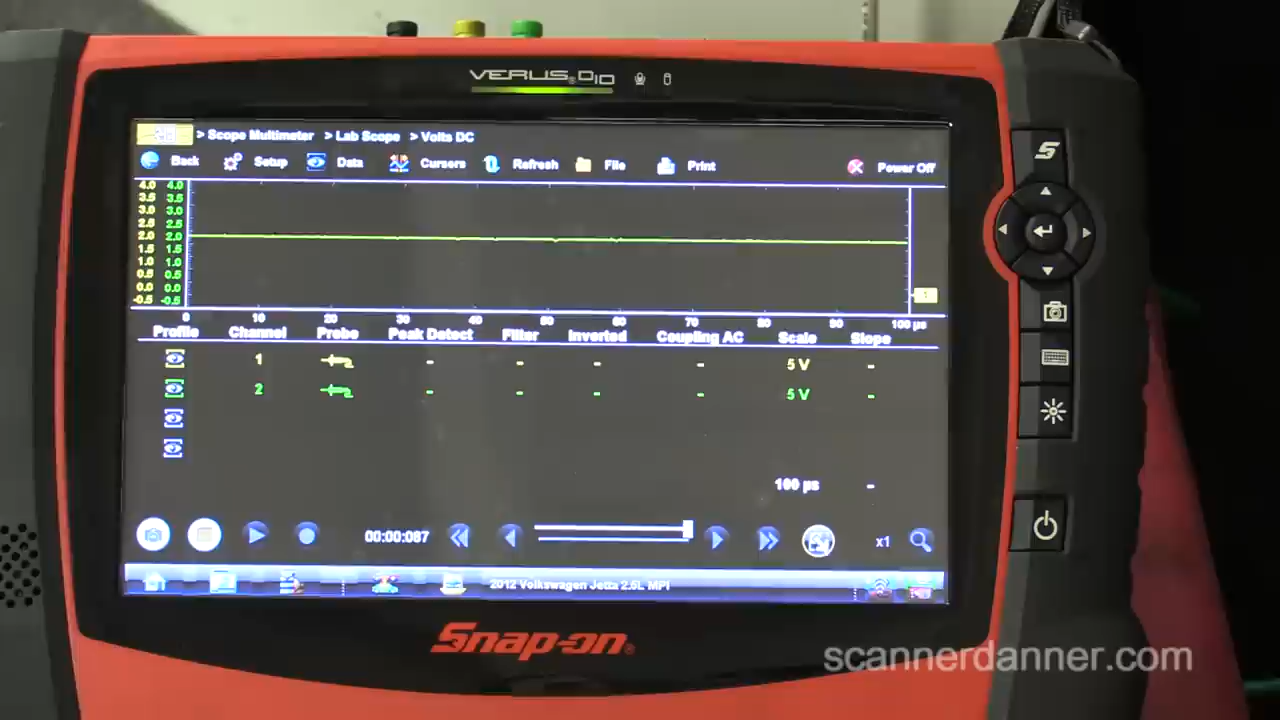 VERUS® D10
> Scope Multimeter > Lab Scope > Volts DC
Back Setup Data Cursors Refresh File Print Power Off
4.0 4.0
3.5 3.5
3.0 3.0
2.5 2.5
2.0 2.0
1.5 1.5
1.0 1.0
0.5 0.5
0.0 0.0
-0.5 -0.5
1
0 10 20 30 40 50 60 70 80 90 100 µs
Profile Channel Probe Peak Detect Filter Inverted Coupling AC Scale Slope
1 - - - - 5 V -
2 - - - - 5 V -
100 µs -
00:00:087 x1
2012 Volkswagen Jetta 2.5L MPI
S
Snap-on®
scannerdanner.com